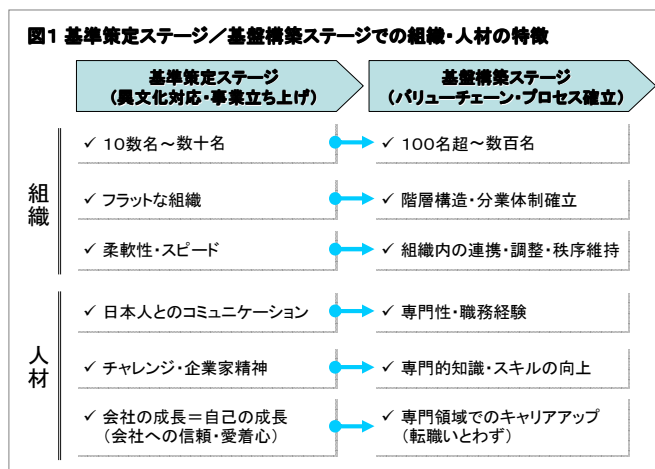 図1 基準策定ステージ／基盤構築ステージでの組織・人材の特徴
基準策定ステージ
（異文化対応・事業立ち上げ）
基盤構築ステージ
（バリューチェーン・プロセス確立）
組織
✓ 10数名～数十名
✓ 100名超～数百名
✓ フラットな組織
✓ 階層構造・分業体制確立
✓ 柔軟性・スピード
✓ 組織内の連携・調整・秩序維持
人材
✓ 日本人とのコミュニケーション
✓ 専門性・職務経験
✓ チャレンジ・企業家精神
✓ 専門的知識・スキルの向上
✓ 会社の成長＝自己の成長
（会社への信頼・愛着心）
✓ 専門領域でのキャリアアップ
（転職いとわず）